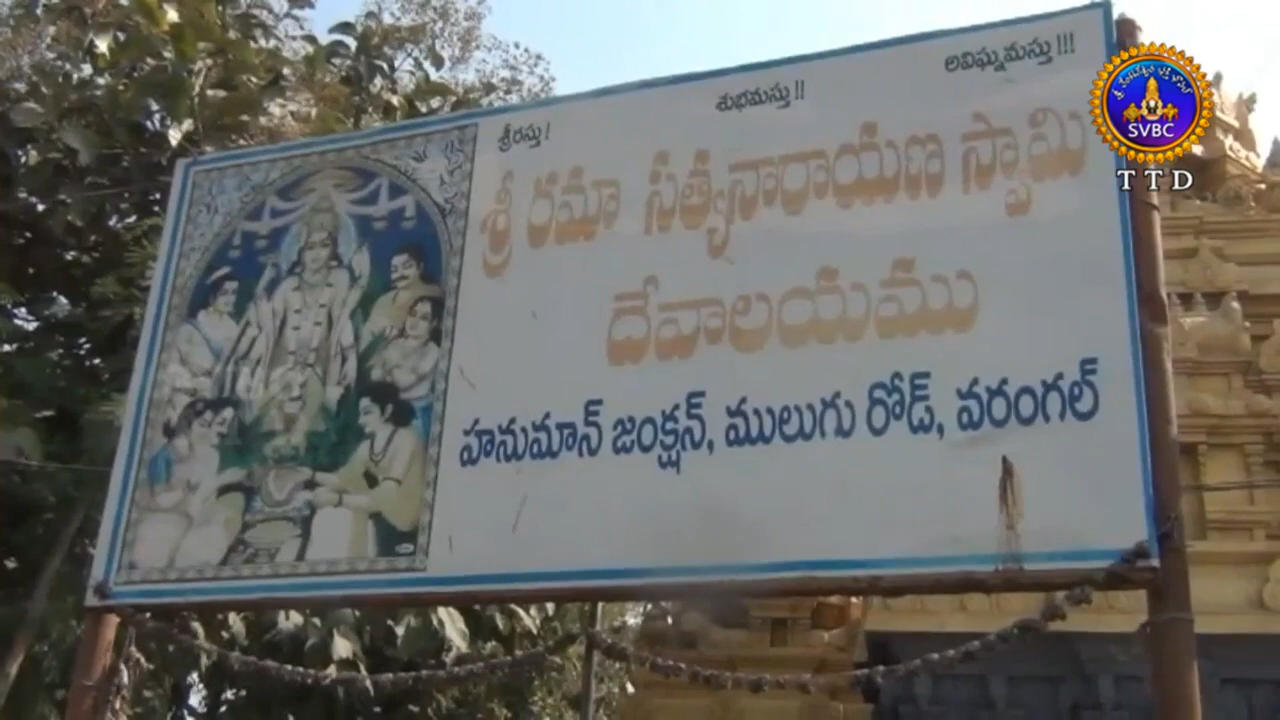 శ్రీరస్తు! శుభమస్తు!! అవిఘ్నమస్తు!!!
శ్రీ రమా సత్యనారాయణ స్వామి
దేవాలయము
హనుమాన్ జంక్షన్, ములుగు రోడ్, వరంగల్
SVBC
TTD